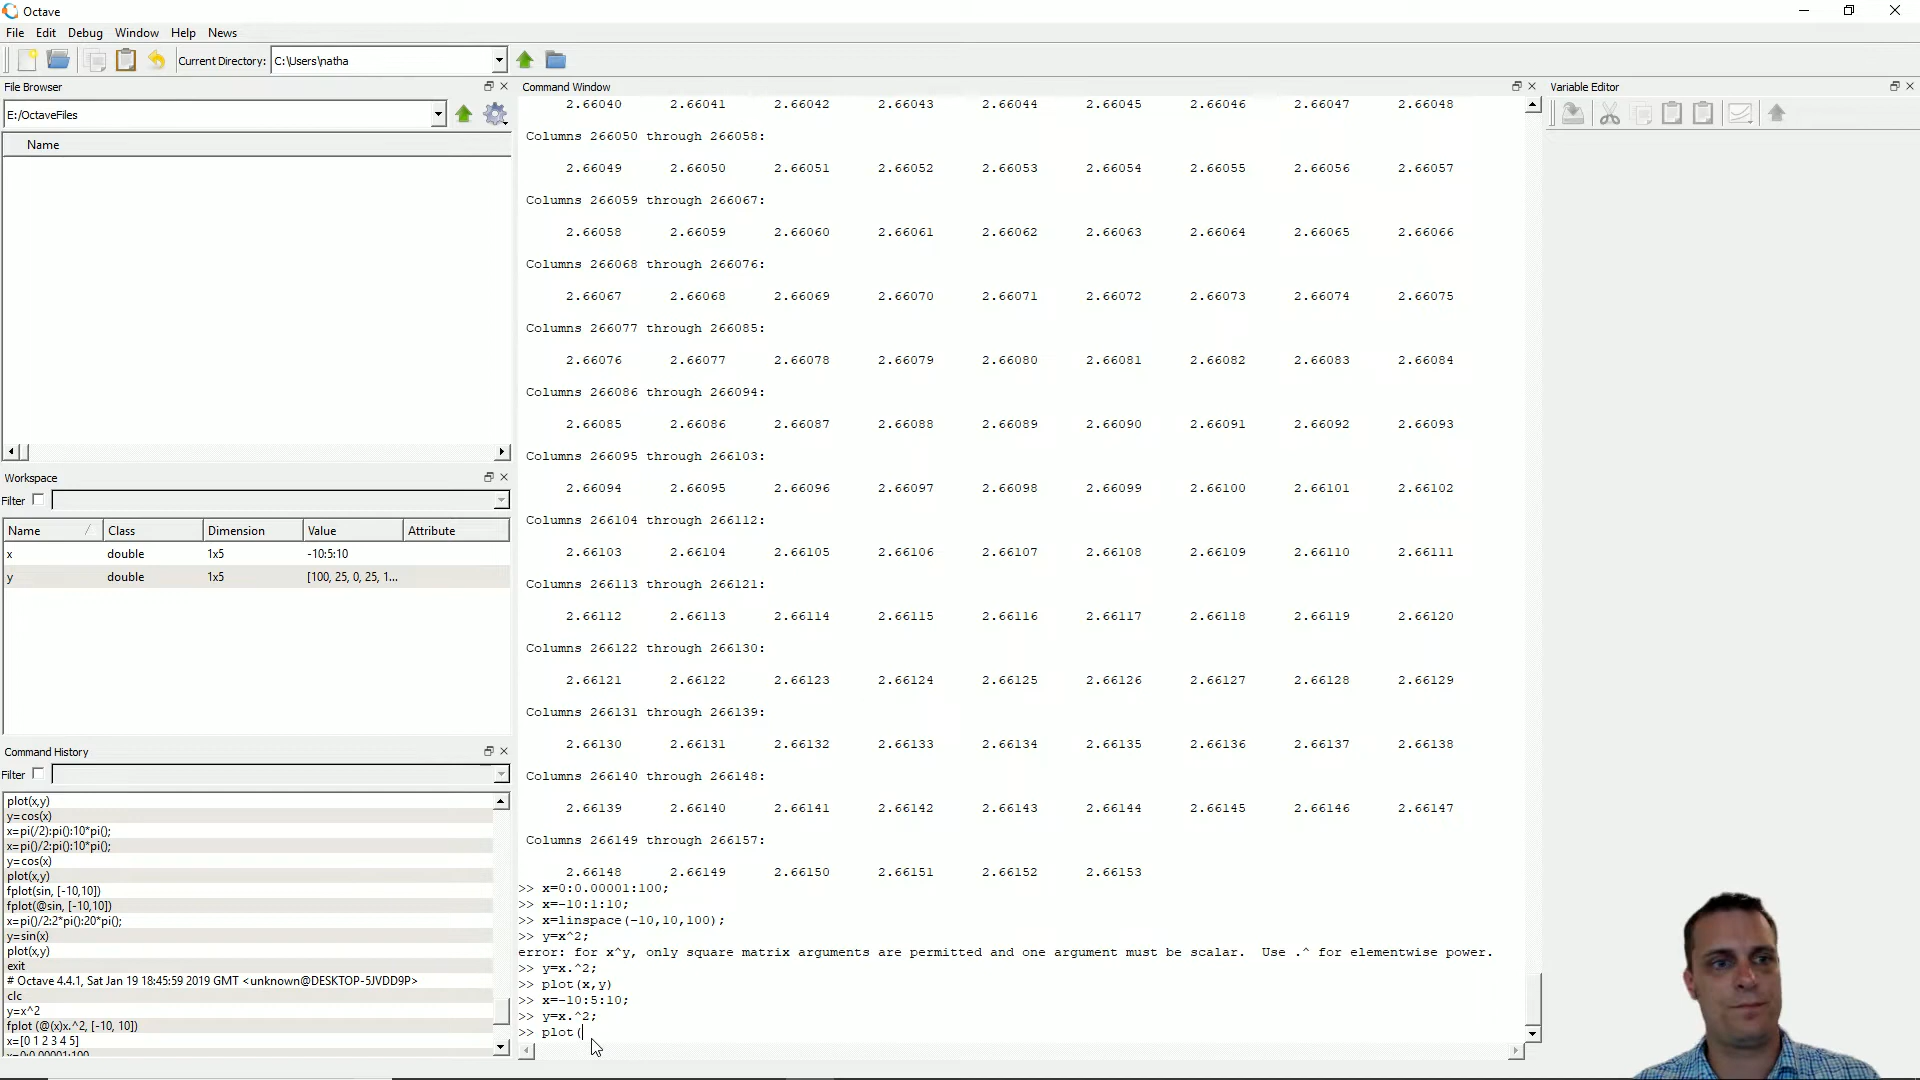 Octave
File Edit Debug Window Help News
Current Directory: C:\Users\natha
File Browser
E:/OctaveFiles
Name
Workspace
Filter
Name Class Dimension Value Attribute
x double 1x5 -10:5:10
y double 1x5 [100, 25, 0, 25, 1...
Command History
Filter
plot(x,y)
y=cos(x)
x=pi(/2):pi():10*pi();
x=pi()/2:pi():10*pi();
y=cos(x)
plot(x,y)
fplot(sin, [-10,10])
fplot(@sin, [-10,10])
x=pi()/2:2*pi():20*pi();
y=sin(x)
plot(x,y)
exit
# Octave 4.4.1, Sat Jan 19 18:45:59 2019 GMT <unknown@DESKTOP-5JVDD9P>
clc
y=x^2
fplot (@(x)x.^2, [-10, 10])
x=[0 1 2 3 4 5]
x=0:0.00001:100
Command Window
2.66040 2.66041 2.66042 2.66043 2.66044 2.66045 2.66046 2.66047 2.66048
Columns 266050 through 266058:
2.66049 2.66050 2.66051 2.66052 2.66053 2.66054 2.66055 2.66056 2.66057
Columns 266059 through 266067:
2.66058 2.66059 2.66060 2.66061 2.66062 2.66063 2.66064 2.66065 2.66066
Columns 266068 through 266076:
2.66067 2.66068 2.66069 2.66070 2.66071 2.66072 2.66073 2.66074 2.66075
Columns 266077 through 266085:
2.66076 2.66077 2.66078 2.66079 2.66080 2.66081 2.66082 2.66083 2.66084
Columns 266086 through 266094:
2.66085 2.66086 2.66087 2.66088 2.66089 2.66090 2.66091 2.66092 2.66093
Columns 266095 through 266103:
2.66094 2.66095 2.66096 2.66097 2.66098 2.66099 2.66100 2.66101 2.66102
Columns 266104 through 266112:
2.66103 2.66104 2.66105 2.66106 2.66107 2.66108 2.66109 2.66110 2.66111
Columns 266113 through 266121:
2.66112 2.66113 2.66114 2.66115 2.66116 2.66117 2.66118 2.66119 2.66120
Columns 266122 through 266130:
2.66121 2.66122 2.66123 2.66124 2.66125 2.66126 2.66127 2.66128 2.66129
Columns 266131 through 266139:
2.66130 2.66131 2.66132 2.66133 2.66134 2.66135 2.66136 2.66137 2.66138
Columns 266140 through 266148:
2.66139 2.66140 2.66141 2.66142 2.66143 2.66144 2.66145 2.66146 2.66147
Columns 266149 through 266157:
2.66148 2.66149 2.66150 2.66151 2.66152 2.66153
>> x=0:0.00001:100;
>> x=-10:1:10;
>> x=linspace(-10,10,100);
>> y=x^2;
error: for x^y, only square matrix arguments are permitted and one argument must be scalar.  Use .^ for elementwise power.
>> y=x.^2;
>> plot(x,y)
>> x=-10:5:10;
>> y=x.^2;
>> plot(
Variable Editor